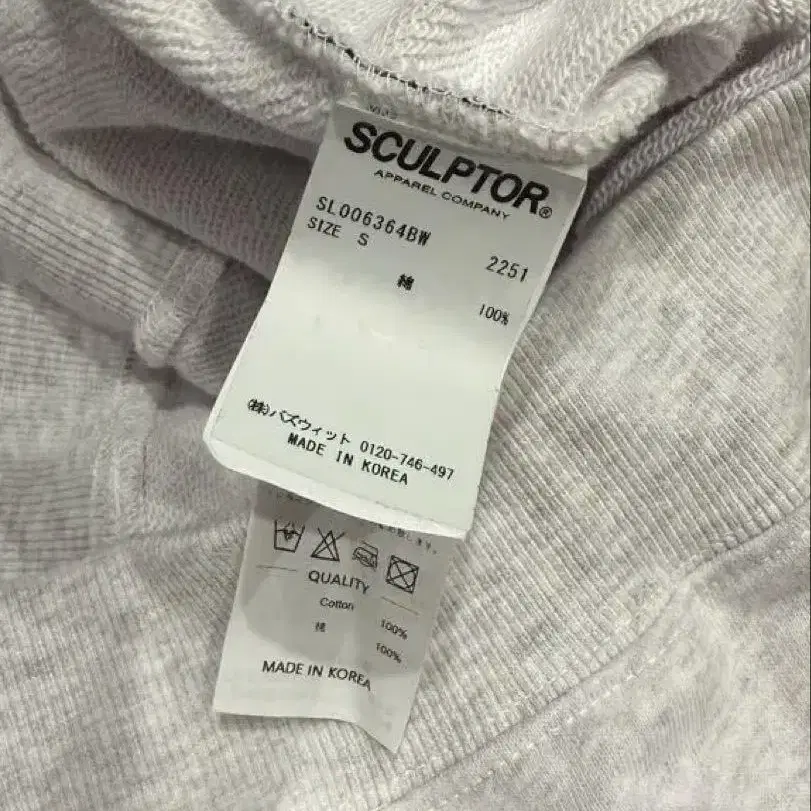 SCULPTOR®
APPAREL COMPANY
SL006364BW
SIZE S
2251
綿
100%
(株)バズウィット 0120-746-497
MADE IN KOREA
QUALITY
Cotton 100%
綿 100%
MADE IN KOREA